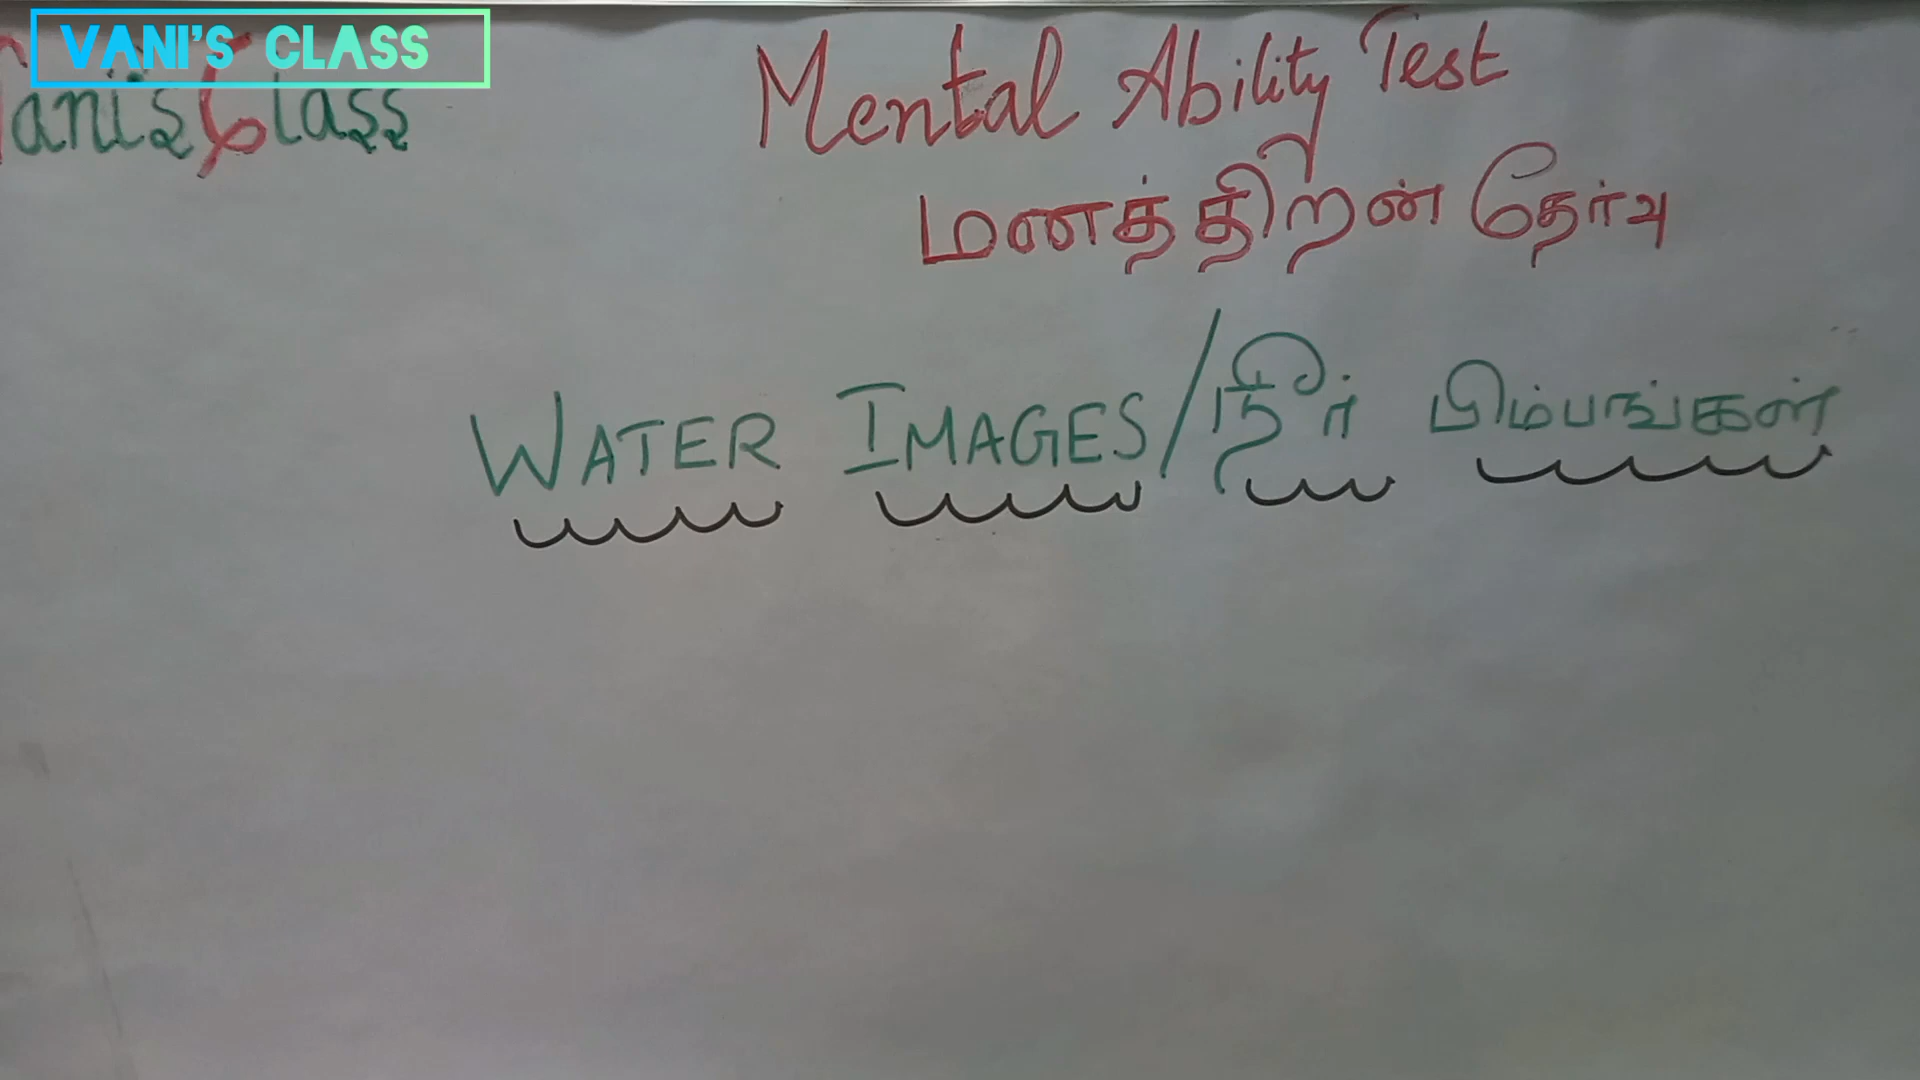 VANI'S CLASS
Vani's Class
Mental Ability Test
மனத்திறன் தேர்வு
WATER IMAGES/நீர் பிம்பங்கள்